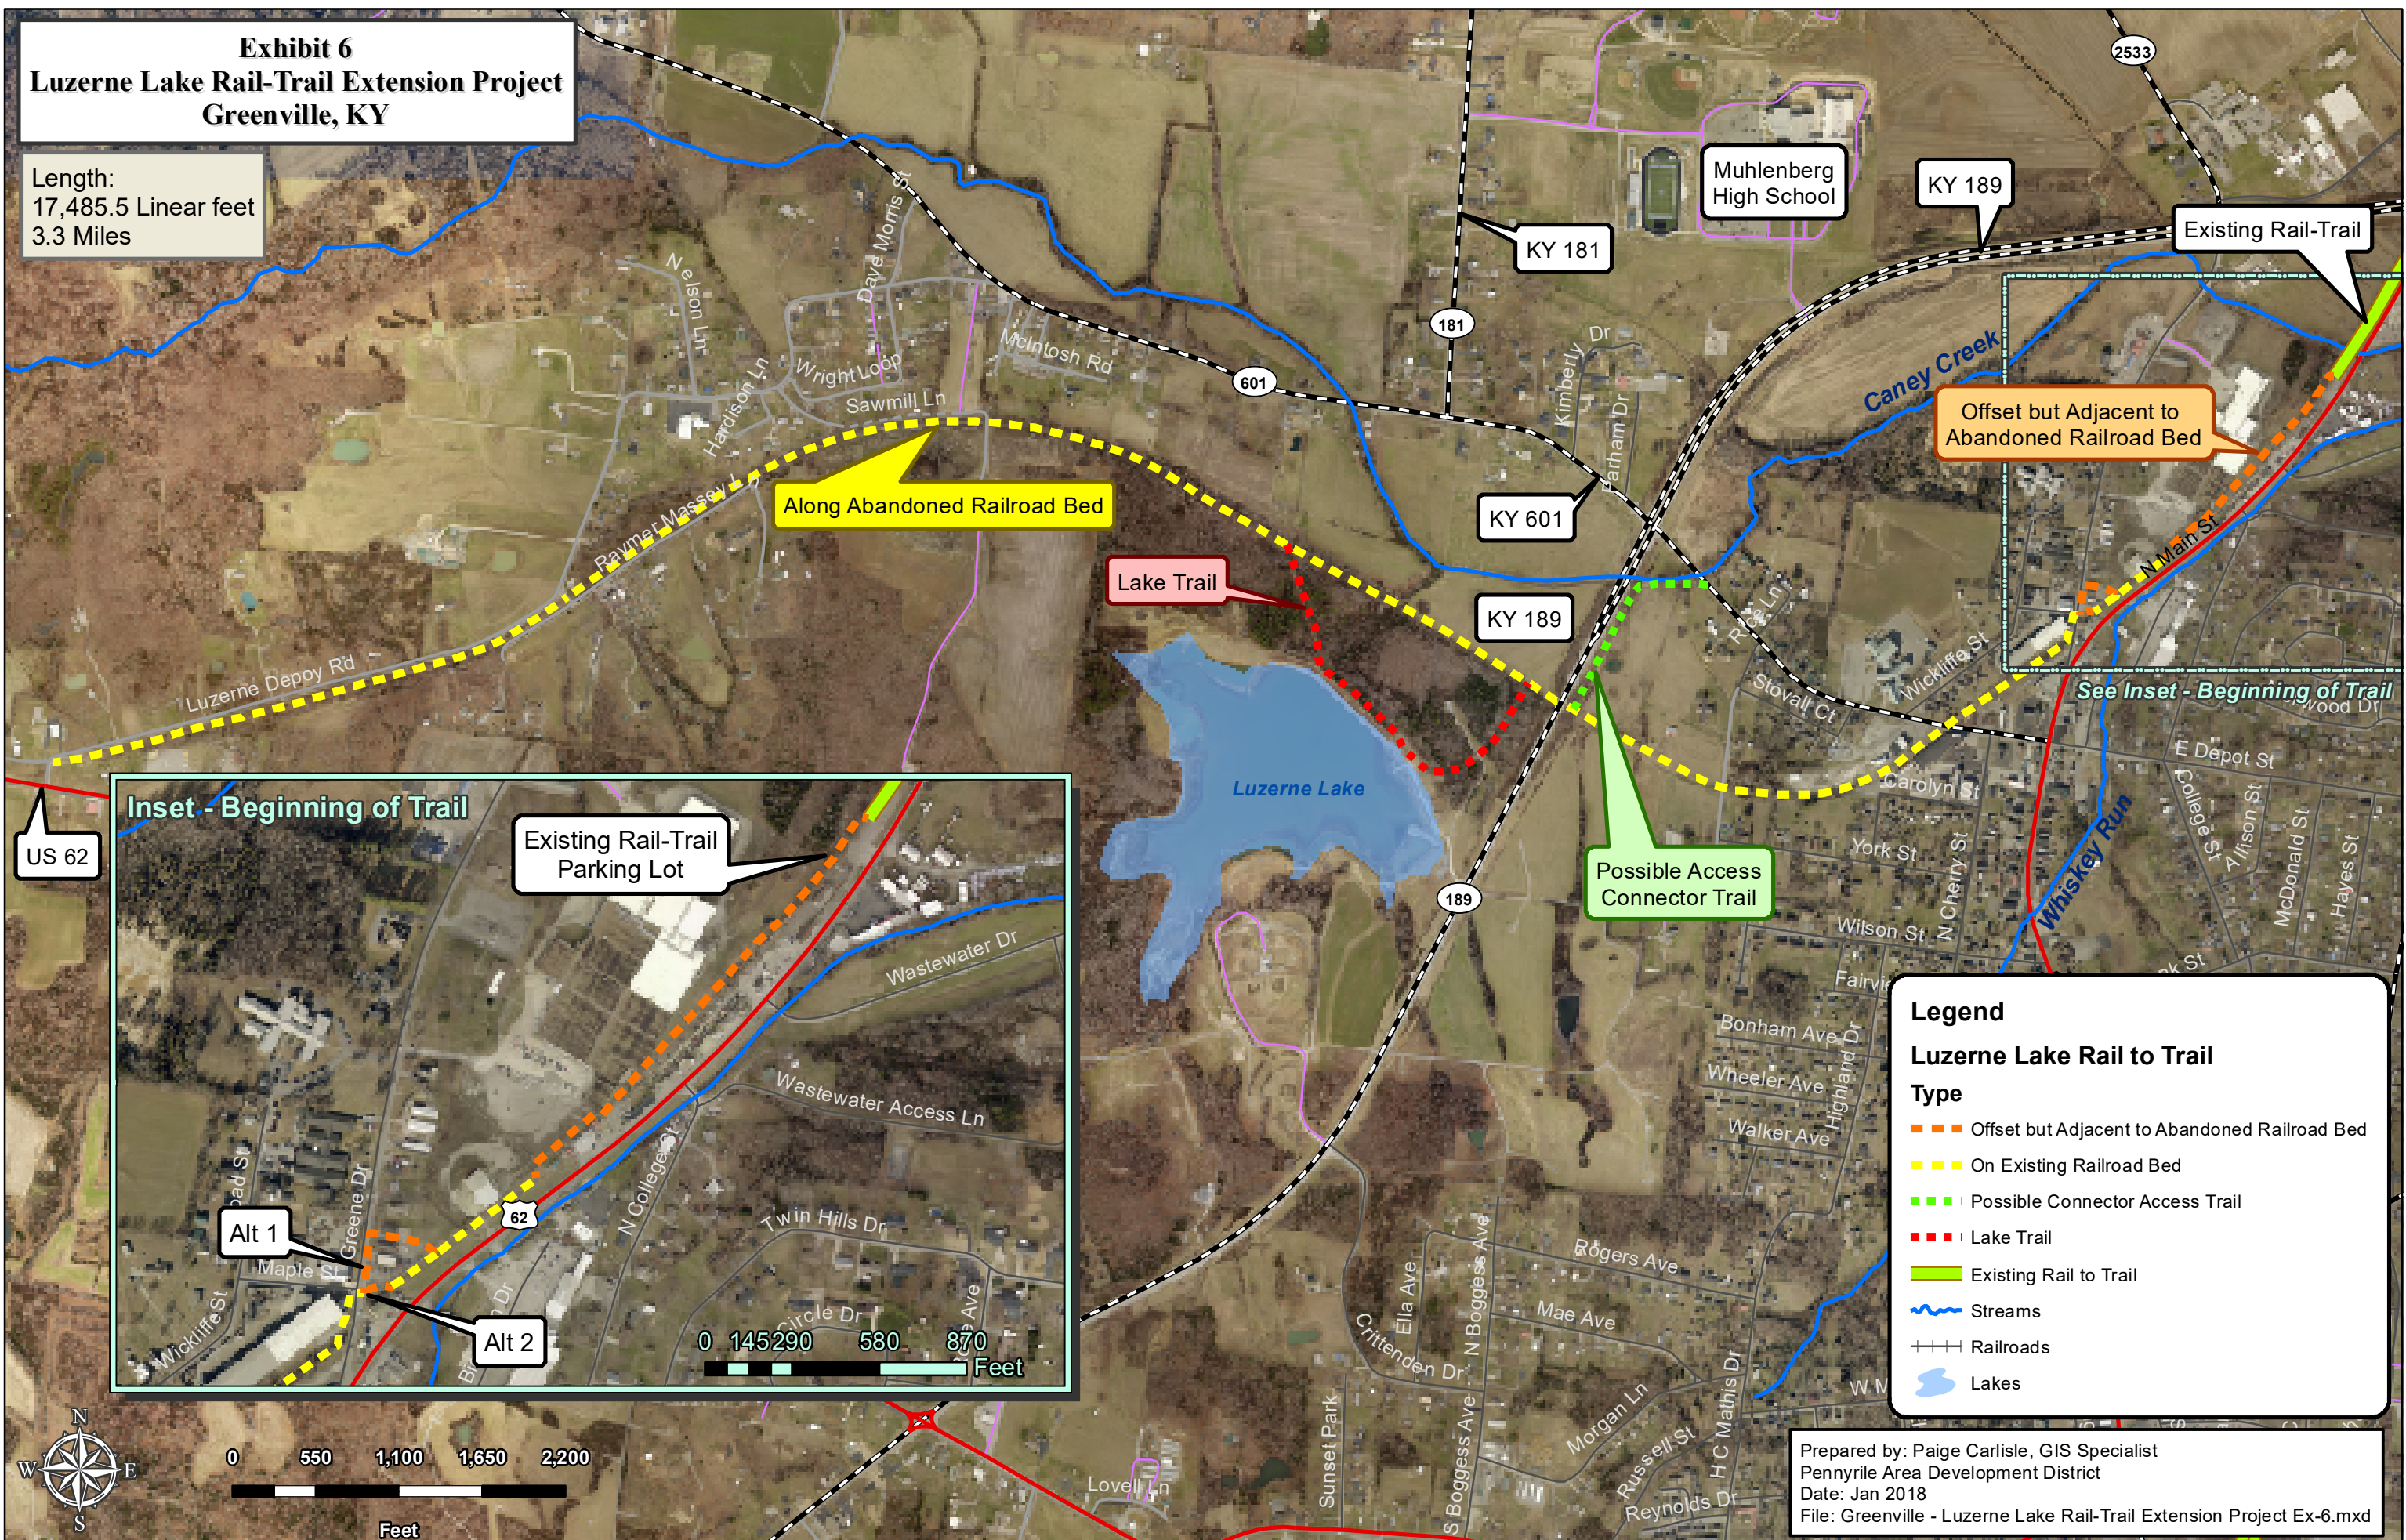 Exhibit 6
Luzerne Lake Rail-Trail Extension Project
Greenville, KY
Length:
17,485.5 Linear feet
3.3 Miles
2533
Muhlenberg
High School
KY 189
Existing Rail-Trail
KY 181
Dave Morris St
Nelson Ln
181
McIntosh Rd
Wright Loop
Hardison Ln
Sawmill Ln
601
Kimberly Dr
Parham Dr
Caney Creek
Offset but Adjacent to
Abandoned Railroad Bed
Along Abandoned Railroad Bed
Raymer Massey
KY 601
N Main St
Lake Trail
KY 189
Rice Ln
Wickliffe St
Stovall Ct
See Inset - Beginning of Trail
wood Dr
Luzerne Depoy Rd
E Depot St
Carolyn St
College St
Allison St
McDonald St
Hayes St
Luzerne Lake
US 62
York St
N Cherry St
Whiskey Run
Possible Access
Connector Trail
189
Wilson St
Fairvie
nk St
Bonham Ave
Wheeler Ave
Highland Dr
Walker Ave
Rogers Ave
Ella Ave
N Boggess Ave
Mae Ave
Crittenden Dr
Morgan Ln
H C Mathis Dr
W M
Sunset Park
S Boggess Ave
Russell St
Reynolds Dr
Lovell Ln
Inset - Beginning of Trail
Existing Rail-Trail
Parking Lot
Wastewater Dr
Wastewater Access Ln
N College St
62
Twin Hills Dr
Alt 1
Greene Dr
Maple St
Wickliffe St
Alt 2
Circle Dr
0 145 290 580 870
Feet
Legend
Luzerne Lake Rail to Trail
Type
Offset but Adjacent to Abandoned Railroad Bed
On Existing Railroad Bed
Possible Connector Access Trail
Lake Trail
Existing Rail to Trail
Streams
Railroads
Lakes
N
W E
S
0 550 1,100 1,650 2,200
Feet
Prepared by: Paige Carlisle, GIS Specialist
Pennyrile Area Development District
Date: Jan 2018
File: Greenville - Luzerne Lake Rail-Trail Extension Project Ex-6.mxd